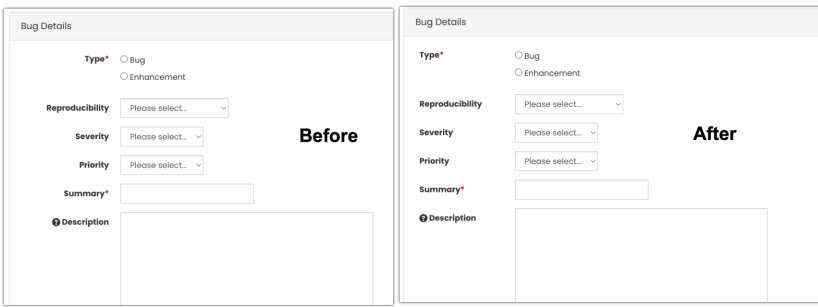 Bug Details
Type* Bug
Enhancement
Reproducibility Please select...
Severity Please select...
Priority Please select...
Summary*
Description
Before
Bug Details
Type* Bug
Enhancement
Reproducibility Please select...
Severity Please select...
Priority Please select...
Summary*
Description
After